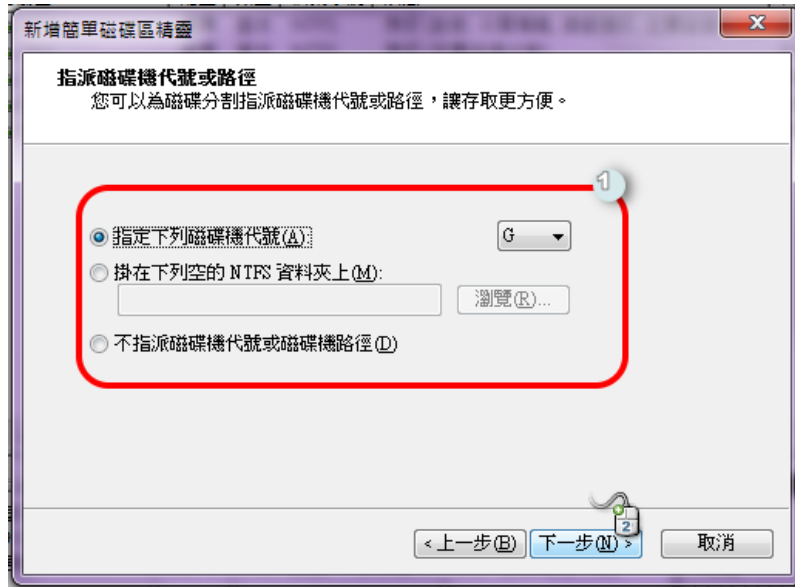 新增簡單磁碟區精靈
指派磁碟機代號或路徑
您可以為磁碟分割指派磁碟機代號或路徑，讓存取更方便。
1
指定下列磁碟機代號(A): G
掛在下列空的 NTFS 資料夾上(M):
瀏覽(R)...
不指派磁碟機代號或磁碟機路徑(D)
2
<上一步(B) 下一步(N)> 取消